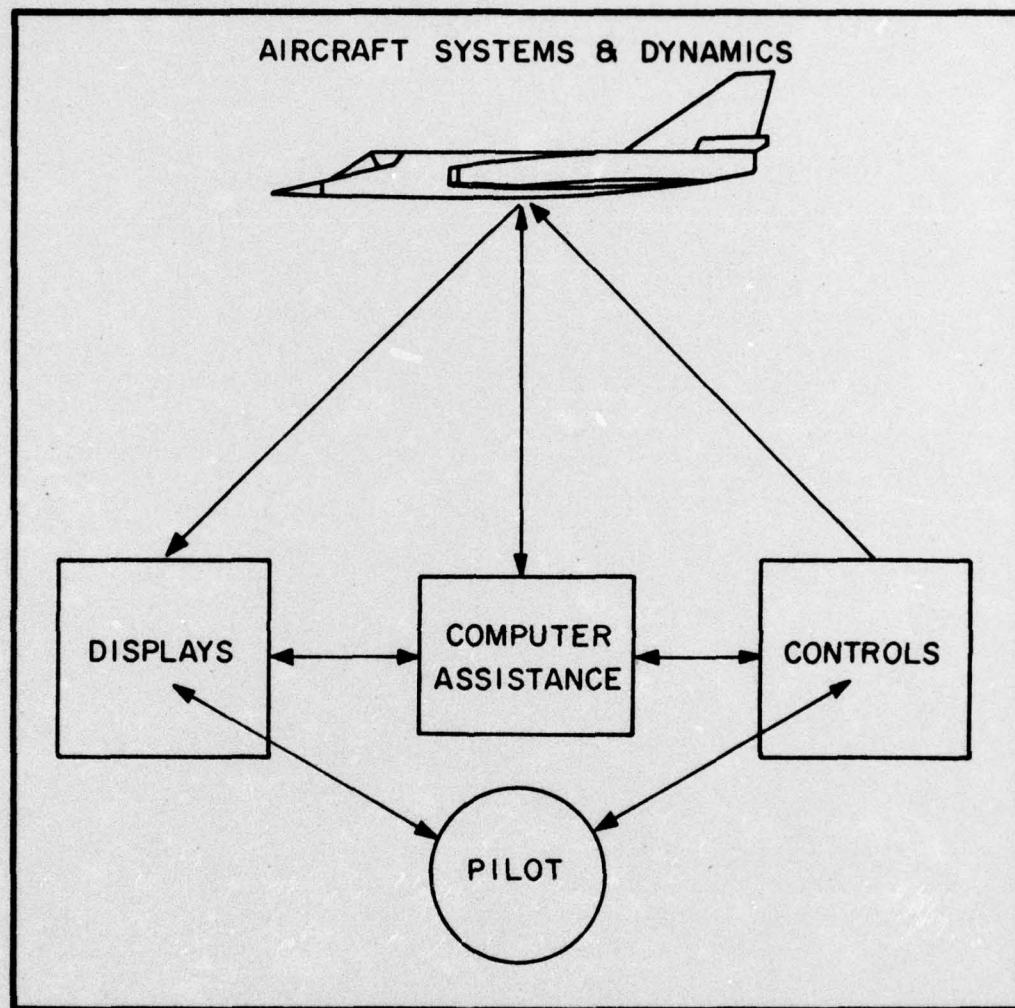 AIRCRAFT SYSTEMS & DYNAMICS
DISPLAYS
COMPUTER
ASSISTANCE
CONTROLS
PILOT